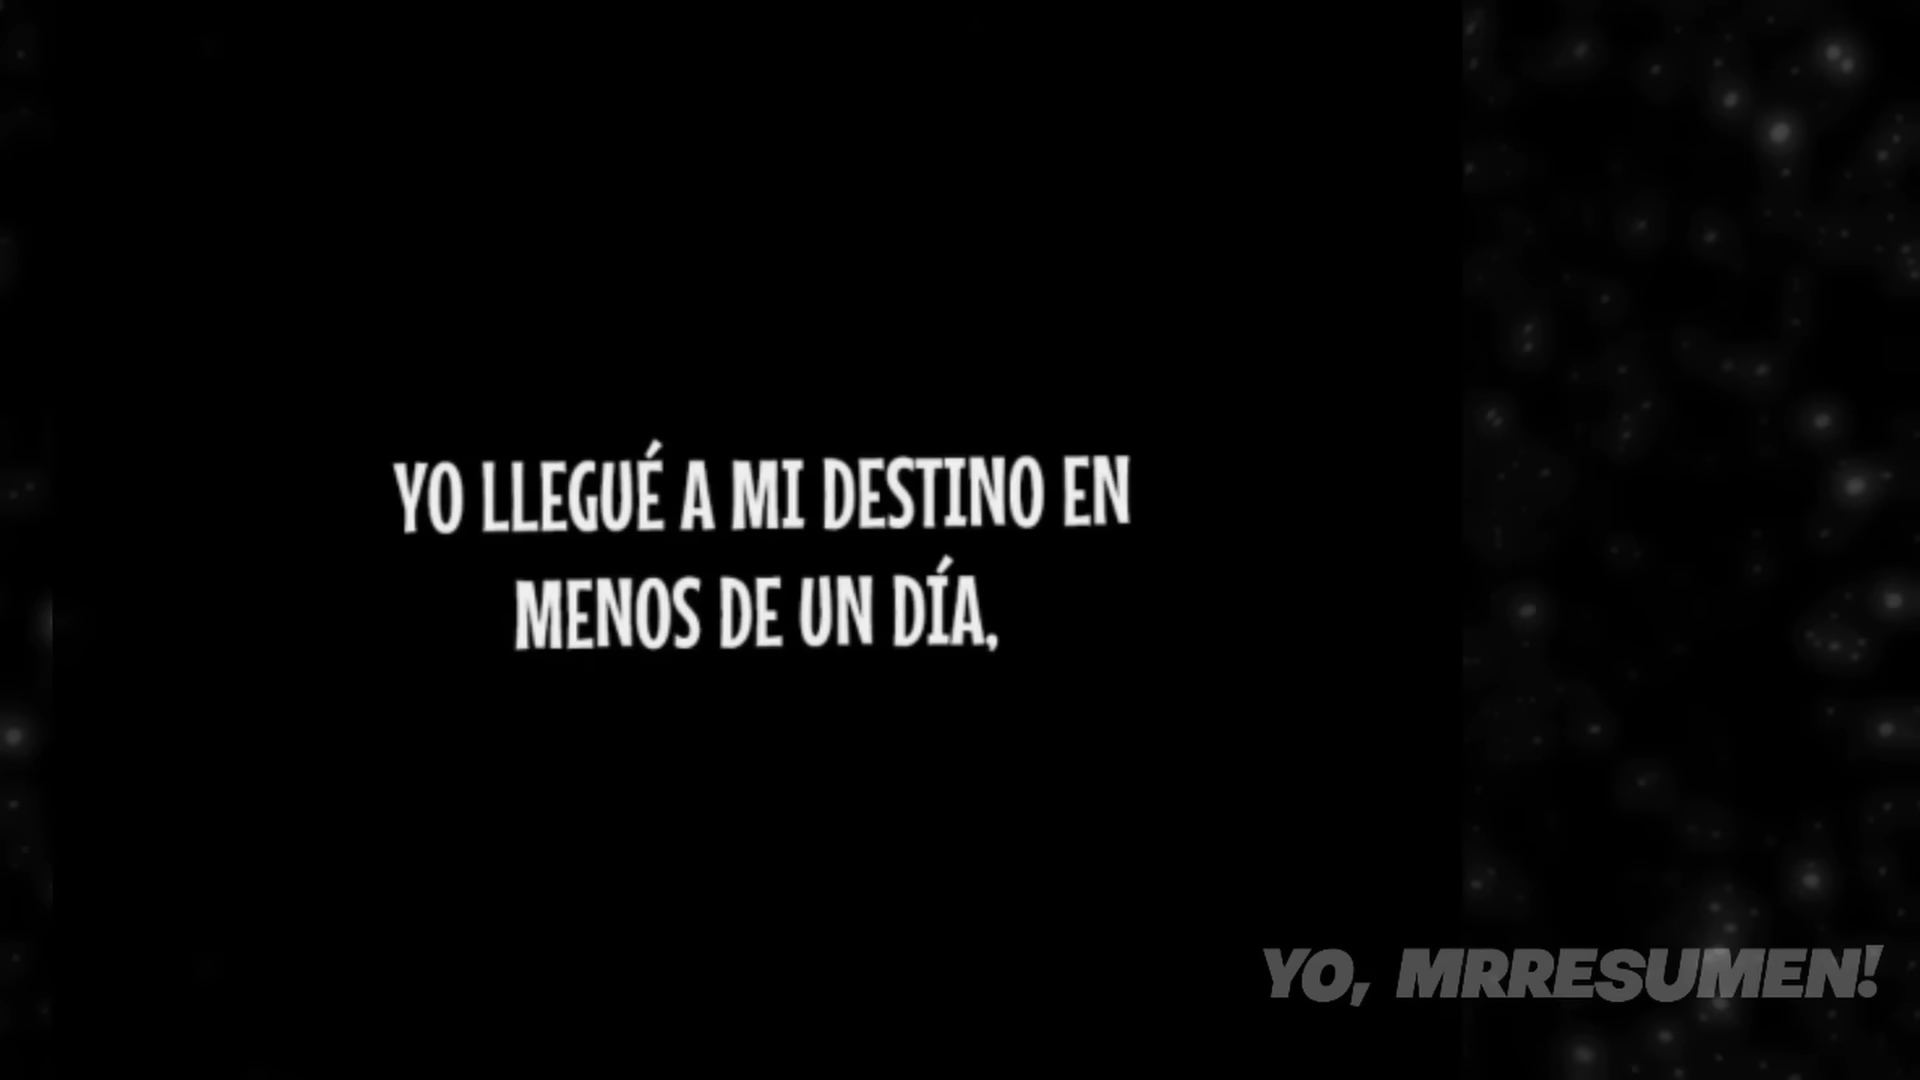 YO LLEGUÉ A MI DESTINO EN
MENOS DE UN DÍA,
YO, MRRESUMEN!